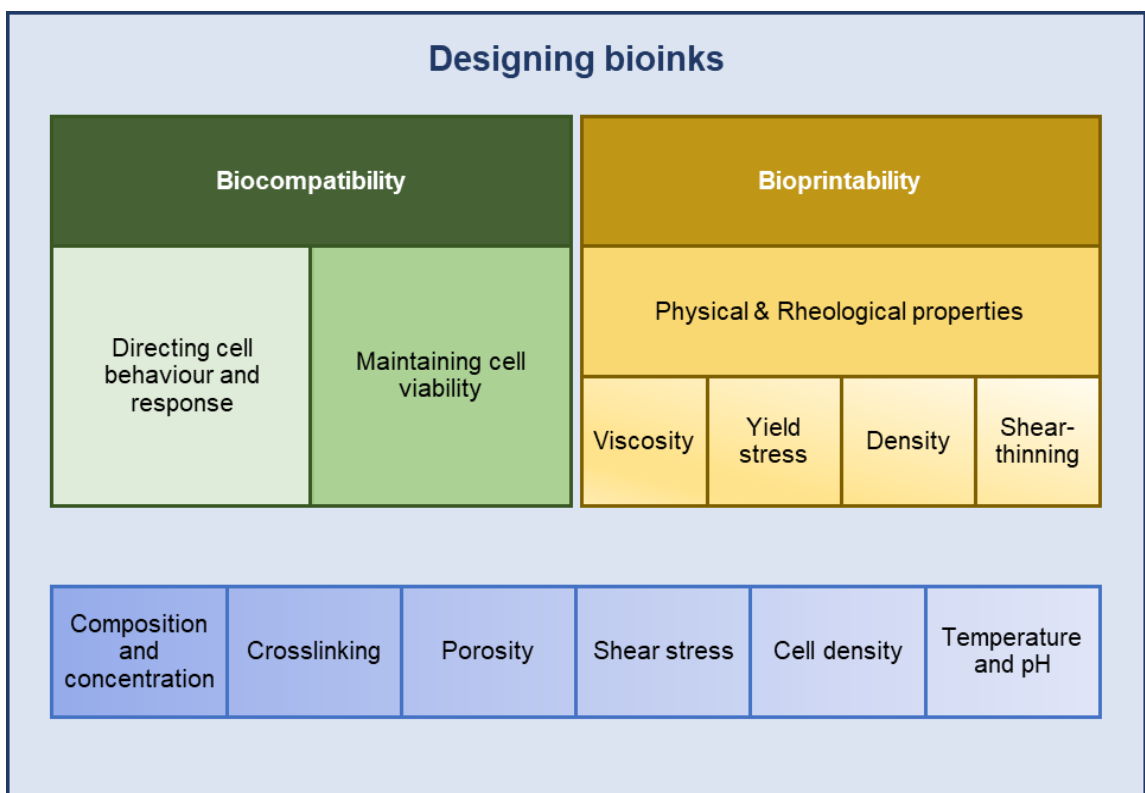 Designing bioinks
Biocompatibility
Bioprintability
Directing cell
behaviour and
response
Maintaining cell
viability
Physical & Rheological properties
Viscosity
Yield
stress
Density
Shear-
thinning
Composition
and
concentration
Crosslinking
Porosity
Shear stress
Cell density
Temperature
and pH